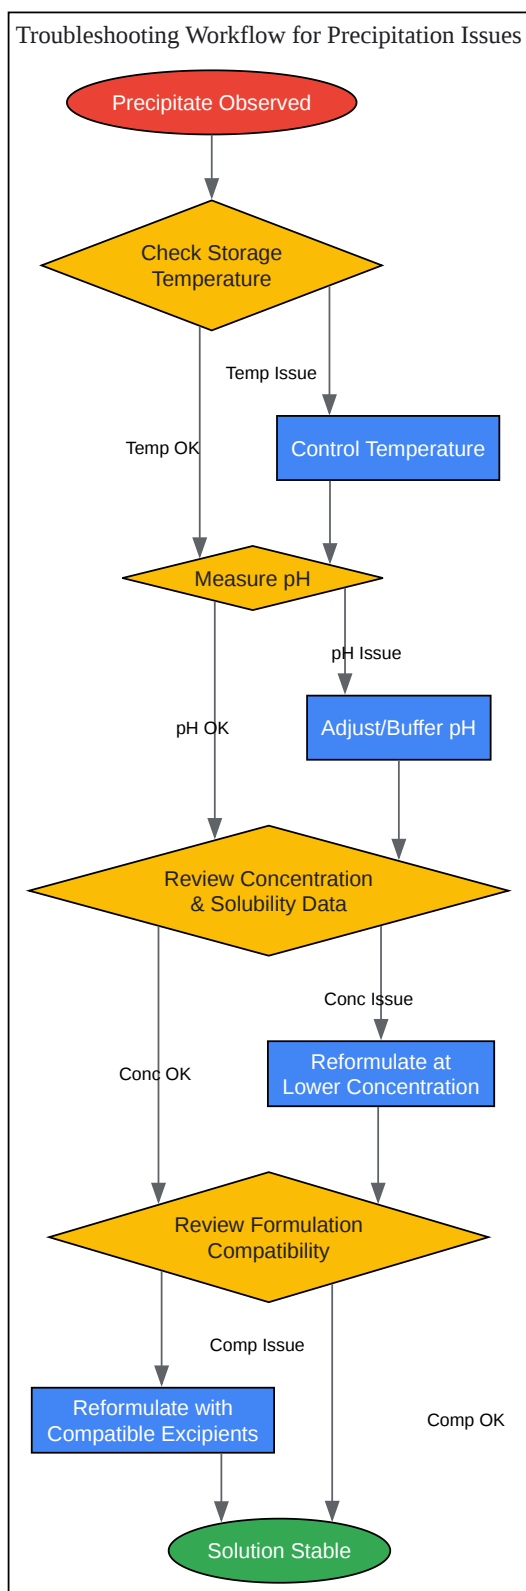 Troubleshooting Workflow for Precipitation Issues
Precipitate Observed
Check Storage
Temperature
Temp Issue
Temp OK
Control Temperature
Measure pH
pH Issue
pH OK
Adjust/Buffer pH
Review Concentration
& Solubility Data
Conc Issue
Conc OK
Reformulate at
Lower Concentration
Review Formulation
Compatibility
Comp Issue
Reformulate with
Compatible Excipients
Comp OK
Solution Stable